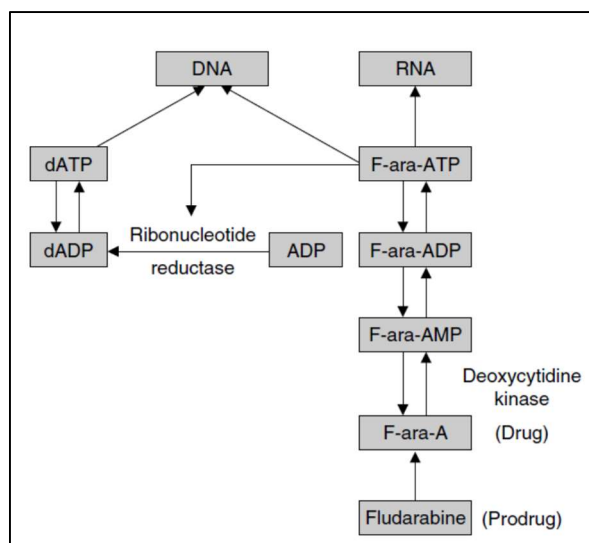 DNA
RNA
dATP
F-ara-ATP
dADP
Ribonucleotide
reductase
ADP
F-ara-ADP
F-ara-AMP
Deoxycytidine
kinase
F-ara-A
(Drug)
Fludarabine
(Prodrug)